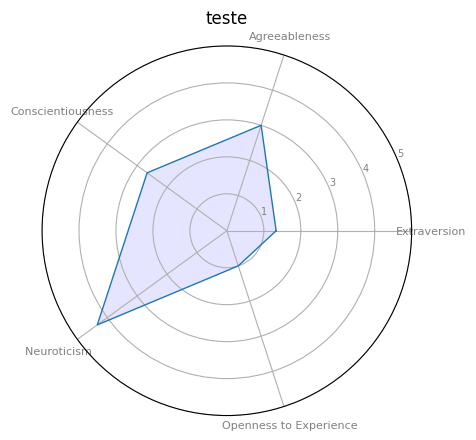 teste
Agreeableness
Conscientiousness
5
4
3
2
1
Extraversion
Neuroticism
Openness to Experience